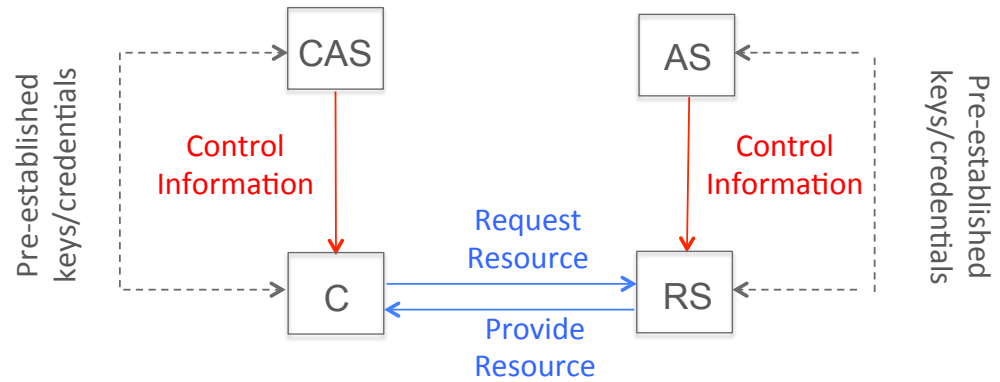 CAS
AS
Pre-established
keys/credentials
Control
Information
Control
Information
Pre-established
keys/credentials
Request
Resource
C
RS
Provide
Resource